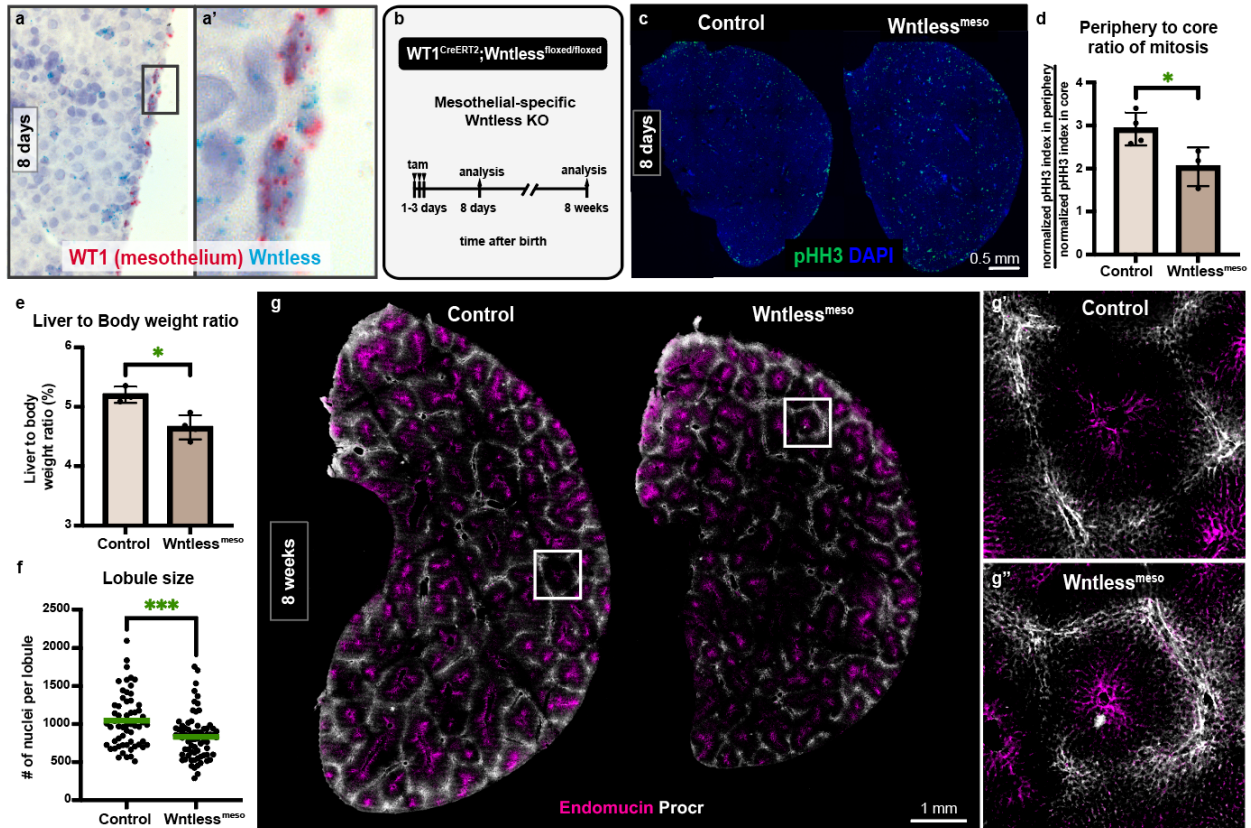 a
a'
8 days
WT1 (mesothelium) Wntless
b
WT1CreERT2;Wntlessfloxed/floxed
Mesothelial-specific
Wntless KO
tam
analysis
analysis
1-3 days
8 days
8 weeks
time after birth
c
Control
Wntlessmeso
8 days
pHH3 DAPI
0.5 mm
d
Periphery to core
ratio of mitosis
normalized pHH3 index in periphery
normalized pHH3 index in core
4
3
2
1
0
*
Control
Wntlessmeso
e
Liver to Body weight ratio
Liver to body
weight ratio (%)
6
5
4
3
*
Control
Wntlessmeso
f
Lobule size
# of nuclei per lobule
2500
2000
1500
1000
500
0
***
Control
Wntlessmeso
g
Control
Wntlessmeso
8 weeks
Endomucin Procr
1 mm
g'
Control
g"
Wntlessmeso